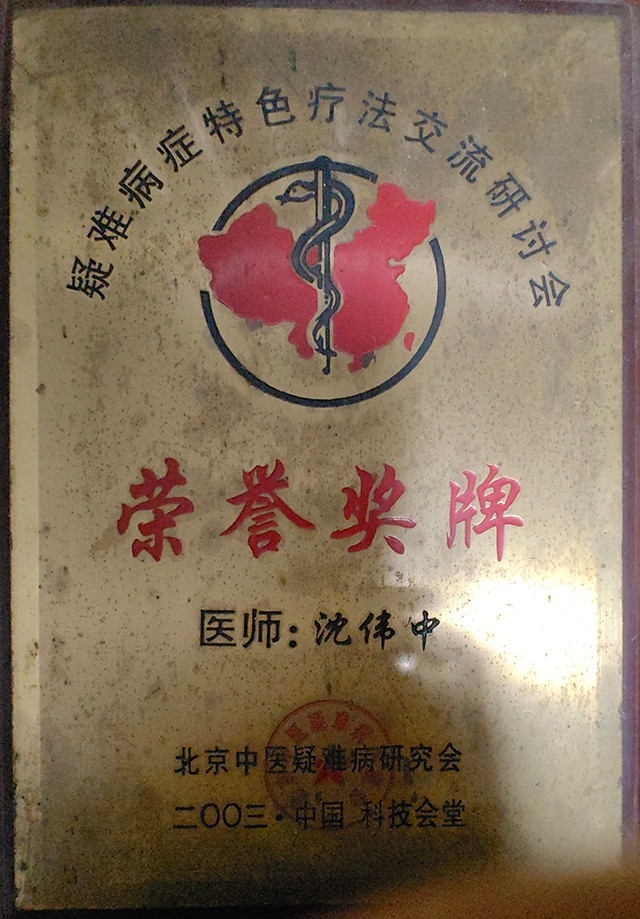 疑难病症特色疗法交流研讨会
荣誉奖牌
医师：沈伟中
北京中医疑难病研究会
二〇〇三·中国 科技会堂